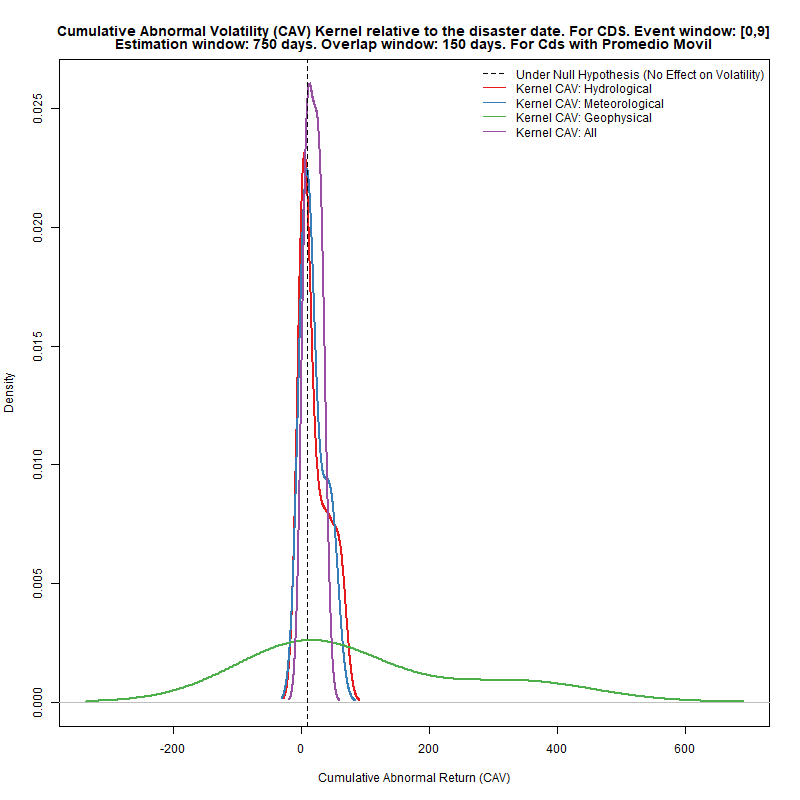 Cumulative Abnormal Volatility (CAV) Kernel relative to the disaster date. For CDS. Event window: [0,9]
Estimation window: 750 days. Overlap window: 150 days. For Cds with Promedio Movil
Under Null Hypothesis (No Effect on Volatility)
Kernel CAV: Hydrological
Kernel CAV: Meteorological
Kernel CAV: Geophysical
Kernel CAV: All
0.025
0.020
0.015
0.010
0.005
0.000
Density
-200 0 200 400 600
Cumulative Abnormal Return (CAV)